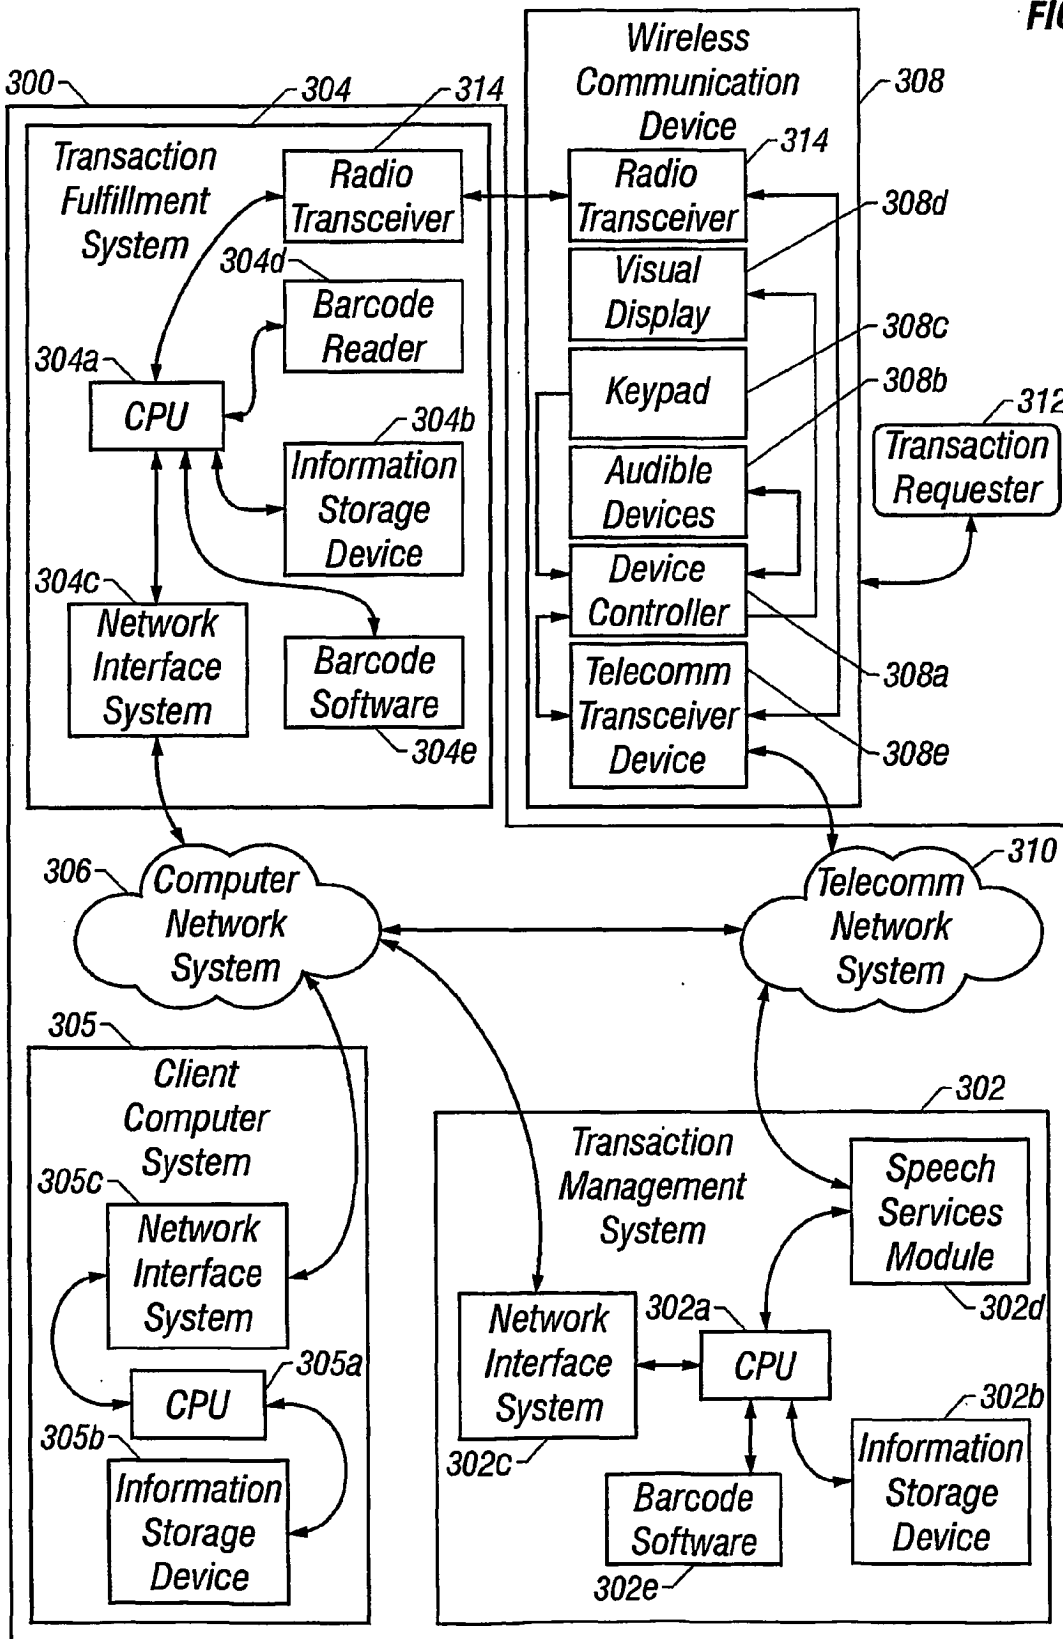 FIG
300
304
314
Transaction
Fulfillment
System
Radio
Transceiver
304d
Barcode
Reader
304a
CPU
304b
Information
Storage
Device
304c
Network
Interface
System
Barcode
Software
304e
Wireless
Communication
Device
308
314
Radio
Transceiver
308d
Visual
Display
308c
Keypad
308b
Audible
Devices
Device
Controller
308a
Telecomm
Transceiver
Device
308e
312
Transaction
Requester
306
Computer
Network
System
310
Telecomm
Network
System
305
Client
Computer
System
305c
Network
Interface
System
305a
CPU
305b
Information
Storage
Device
302
Transaction
Management
System
Speech
Services
Module
302d
302a
CPU
Network
Interface
System
302c
302b
Information
Storage
Device
Barcode
Software
302e